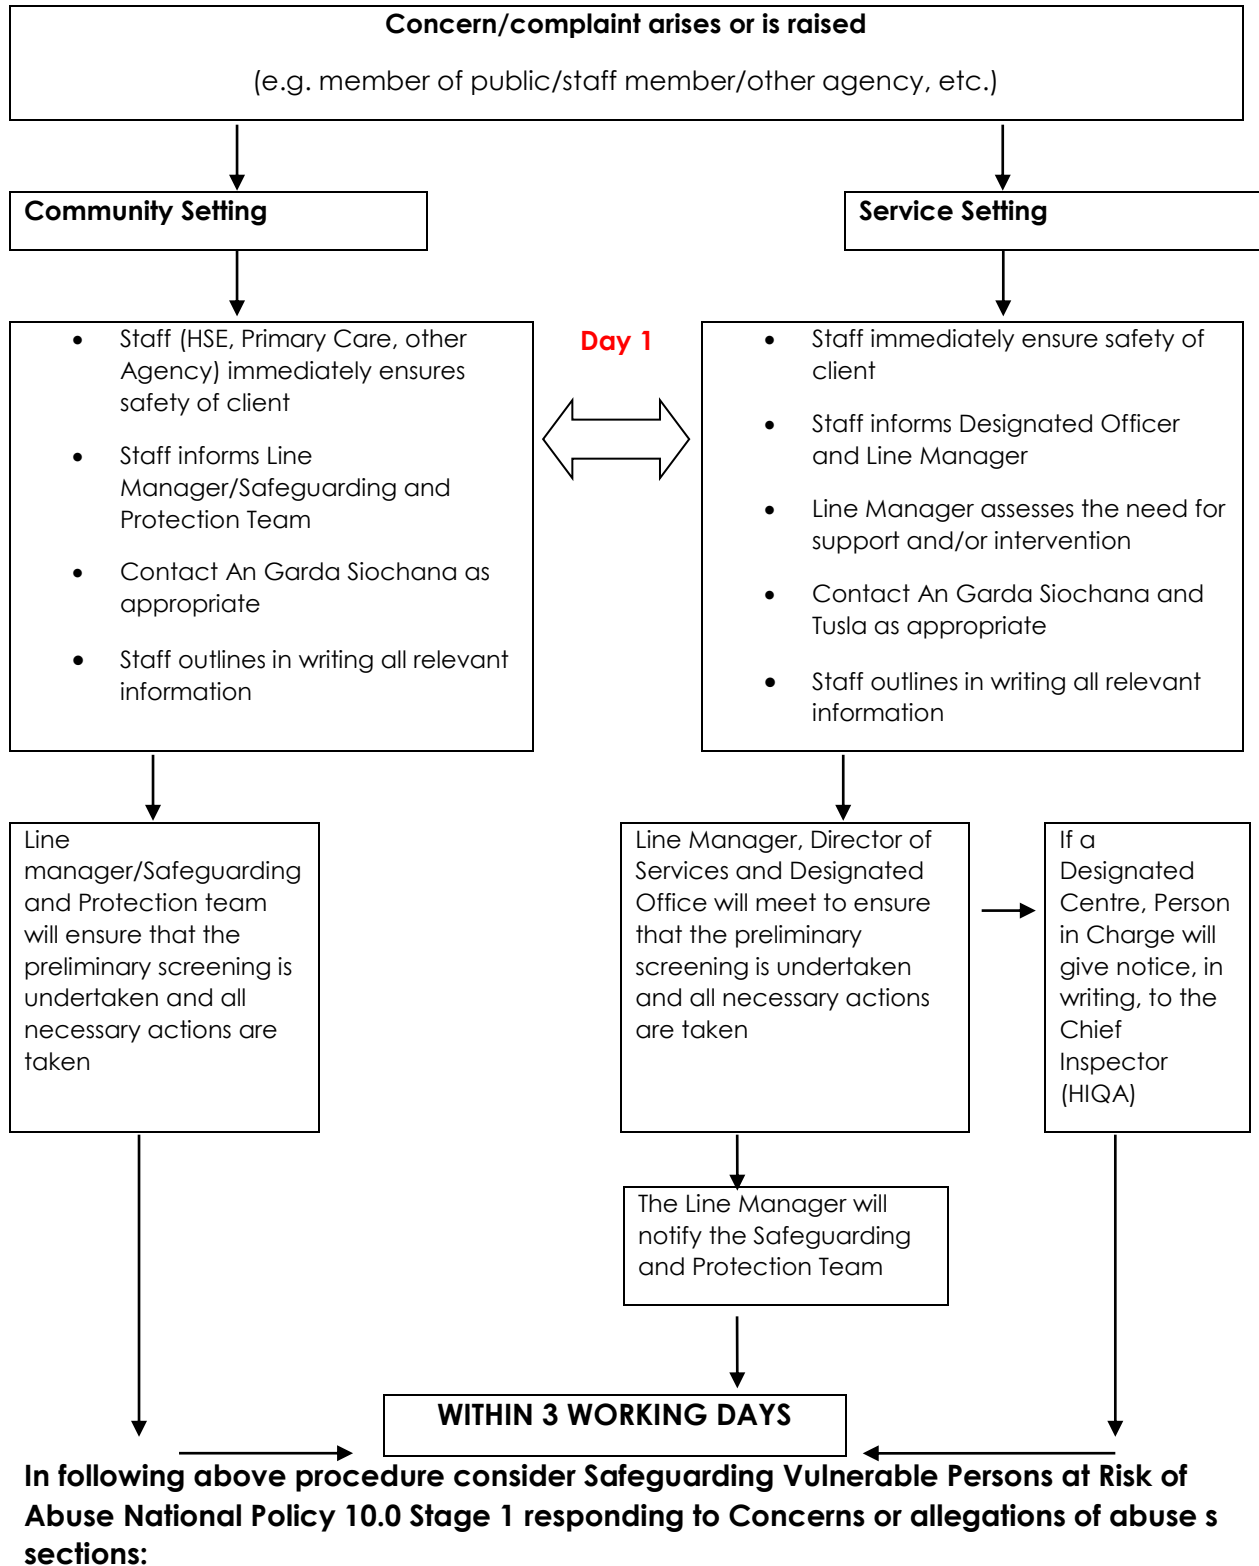 Concern/complaint arises or is raised
(e.g. member of public/staff member/other agency, etc.)
Community Setting
Service Setting
• Staff (HSE, Primary Care, other
Agency) immediately ensures
safety of client
• Staff informs Line
Manager/Safeguarding and
Protection Team
• Contact An Garda Siochana as
appropriate
• Staff outlines in writing all relevant
information
Day 1
• Staff immediately ensure safety of
client
• Staff informs Designated Officer
and Line Manager
• Line Manager assesses the need for
support and/or intervention
• Contact An Garda Siochana and
Tusla as appropriate
• Staff outlines in writing all relevant
information
Line
manager/Safeguarding
and Protection team
will ensure that the
preliminary screening is
undertaken and all
necessary actions are
taken
Line Manager, Director of
Services and Designated
Office will meet to ensure
that the preliminary
screening is undertaken
and all necessary actions
are taken
If a
Designated
Centre, Person
in Charge will
give notice, in
writing, to the
Chief
Inspector
(HIQA)
The Line Manager will
notify the Safeguarding
and Protection Team
WITHIN 3 WORKING DAYS
In following above procedure consider Safeguarding Vulnerable Persons at Risk of
Abuse National Policy 10.0 Stage 1 responding to Concerns or allegations of abuse s
sections: